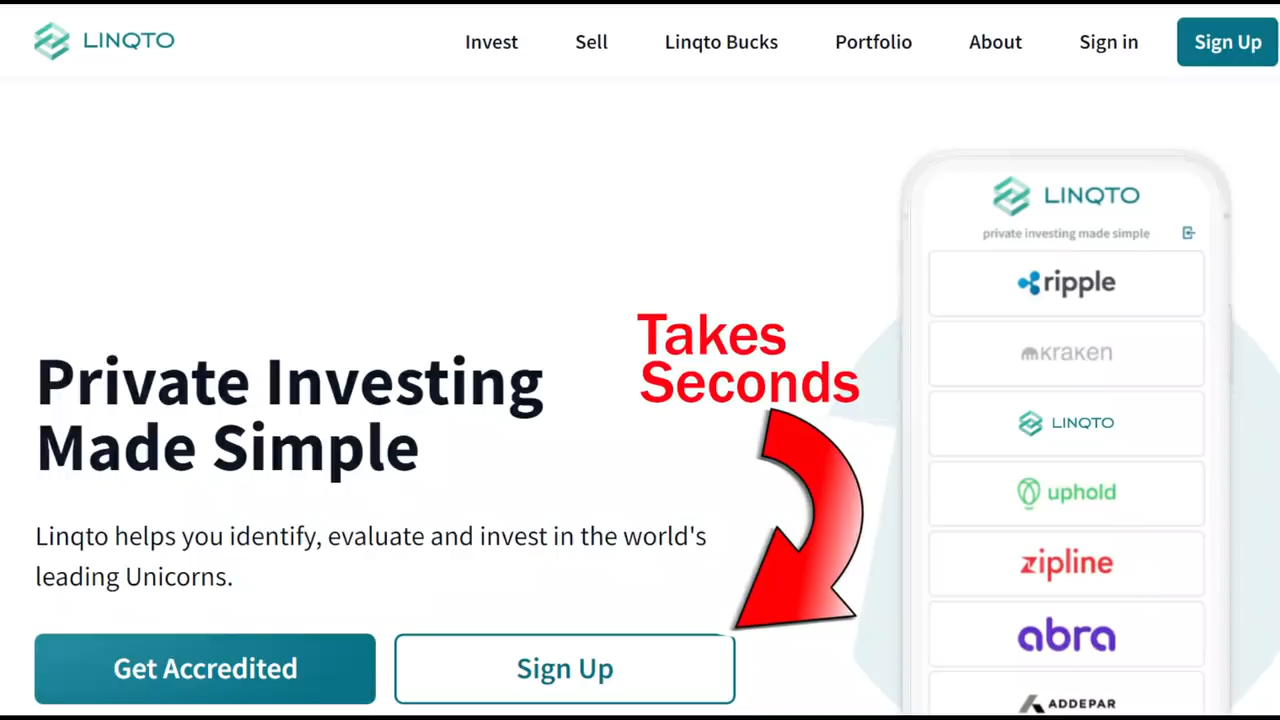 LINQTO
Invest
Sell
Linqto Bucks
Portfolio
About
Sign in
Sign Up
Private Investing
Made Simple
Linqto helps you identify, evaluate and invest in the world's
leading Unicorns.
Get Accredited
Sign Up
Takes
Seconds
LINQTO
private investing made simple
ripple
kraken
LINQTO
uphold
zipline
abra
ADDEPAR